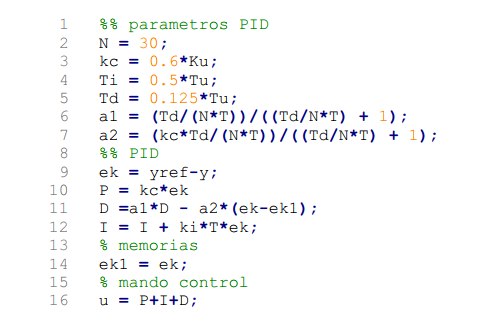 1 %% parametros PID
2 N = 30;
3 kc = 0.6*Ku;
4 Ti = 0.5*Tu;
5 Td = 0.125*Tu;
6 a1 = (Td/(N*T))/((Td/N*T) + 1);
7 a2 = (kc*Td/(N*T))/((Td/N*T) + 1);
8 %% PID
9 ek = yref-y;
10 P = kc*ek
11 D =a1*D - a2*(ek-ek1);
12 I = I + ki*T*ek;
13 % memorias
14 ek1 = ek;
15 % mando control
16 u = P+I+D;